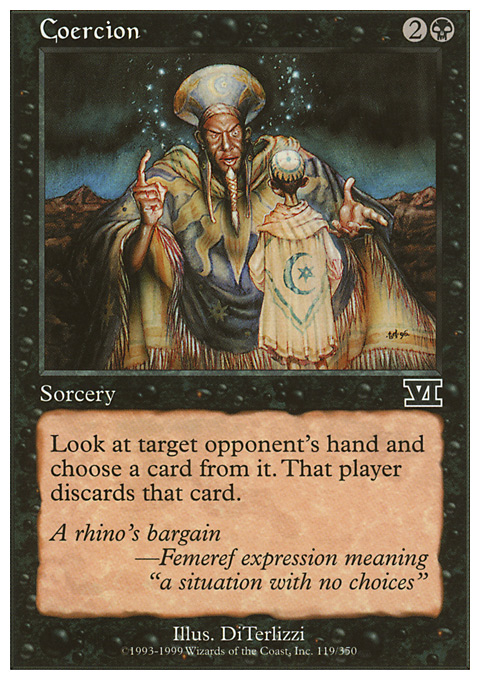 Coercion 2
Sorcery VI
Look at target opponent's hand and
choose a card from it. That player
discards that card.
A rhino's bargain
—Femeref expression meaning
“a situation with no choices”
Illus. DiTerlizzi
©1993-1999 Wizards of the Coast, Inc. 119/350